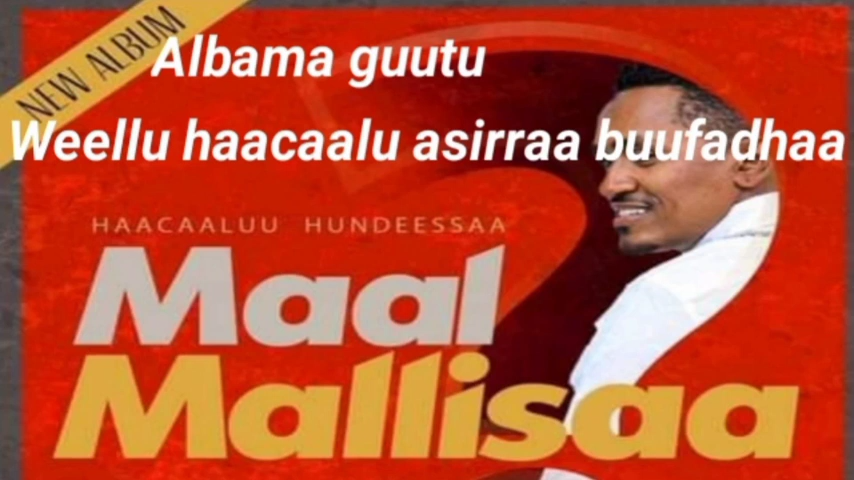 NEW ALBUM
Albama guutu
Weellu haacaalu asirraa buufadhaa
HAACAALUU HUNDEESSAA
Maal
Mallisaa